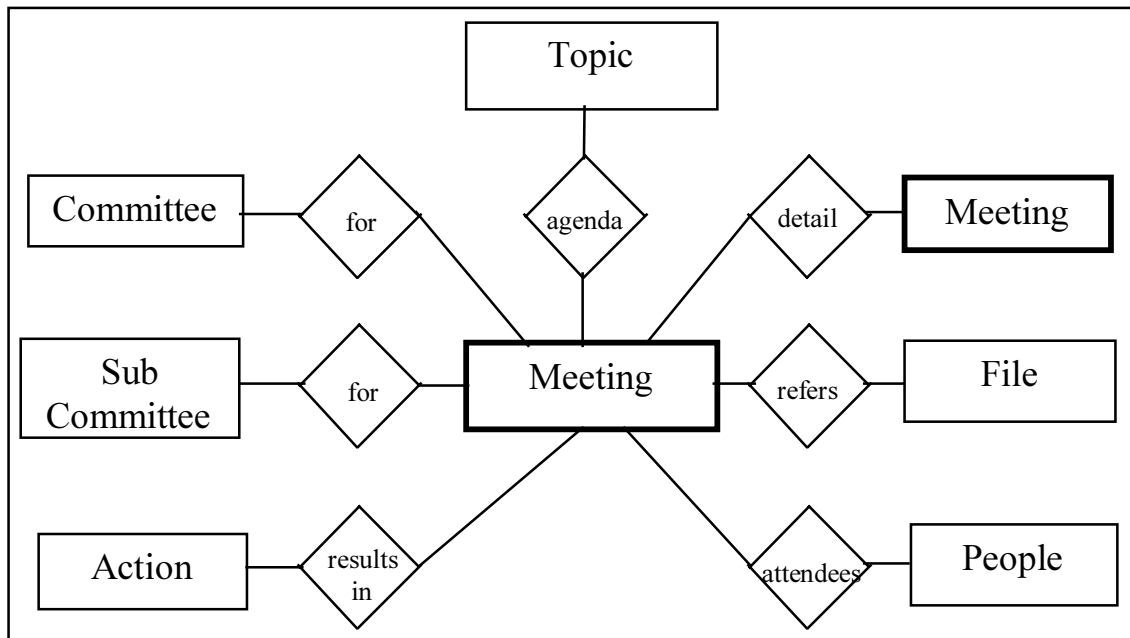 Topic
Committee
for
agenda
detail
Meeting
Sub
Committee
for
Meeting
refers
File
Action
results
in
attendees
People